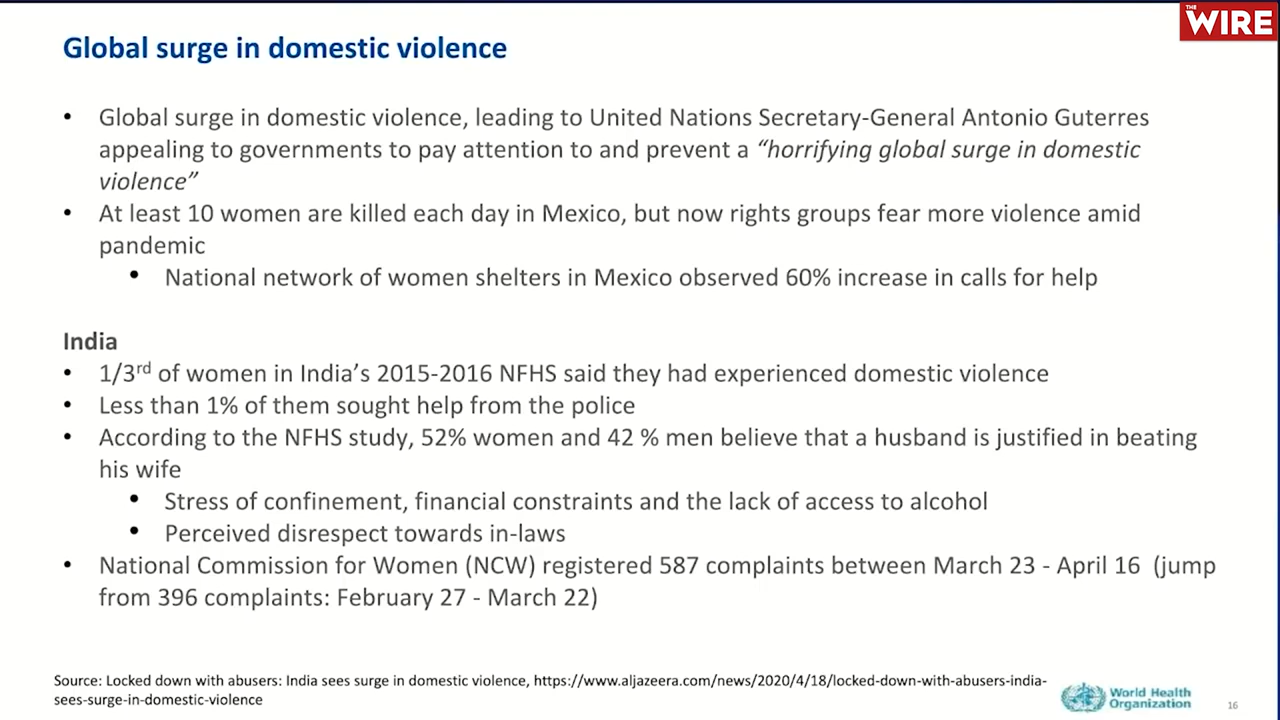 THE
WIRE
Global surge in domestic violence
• Global surge in domestic violence, leading to United Nations Secretary-General Antonio Guterres
appealing to governments to pay attention to and prevent a “horrifying global surge in domestic
violence”
• At least 10 women are killed each day in Mexico, but now rights groups fear more violence amid
pandemic
• National network of women shelters in Mexico observed 60% increase in calls for help
India
• 1/3rd of women in India’s 2015-2016 NFHS said they had experienced domestic violence
• Less than 1% of them sought help from the police
• According to the NFHS study, 52% women and 42 % men believe that a husband is justified in beating
his wife
• Stress of confinement, financial constraints and the lack of access to alcohol
• Perceived disrespect towards in-laws
• National Commission for Women (NCW) registered 587 complaints between March 23 - April 16 (jump
from 396 complaints: February 27 - March 22)
Source: Locked down with abusers: India sees surge in domestic violence, https://www.aljazeera.com/news/2020/4/18/locked-down-with-abusers-india-
sees-surge-in-domestic-violence
World Health
Organization
16